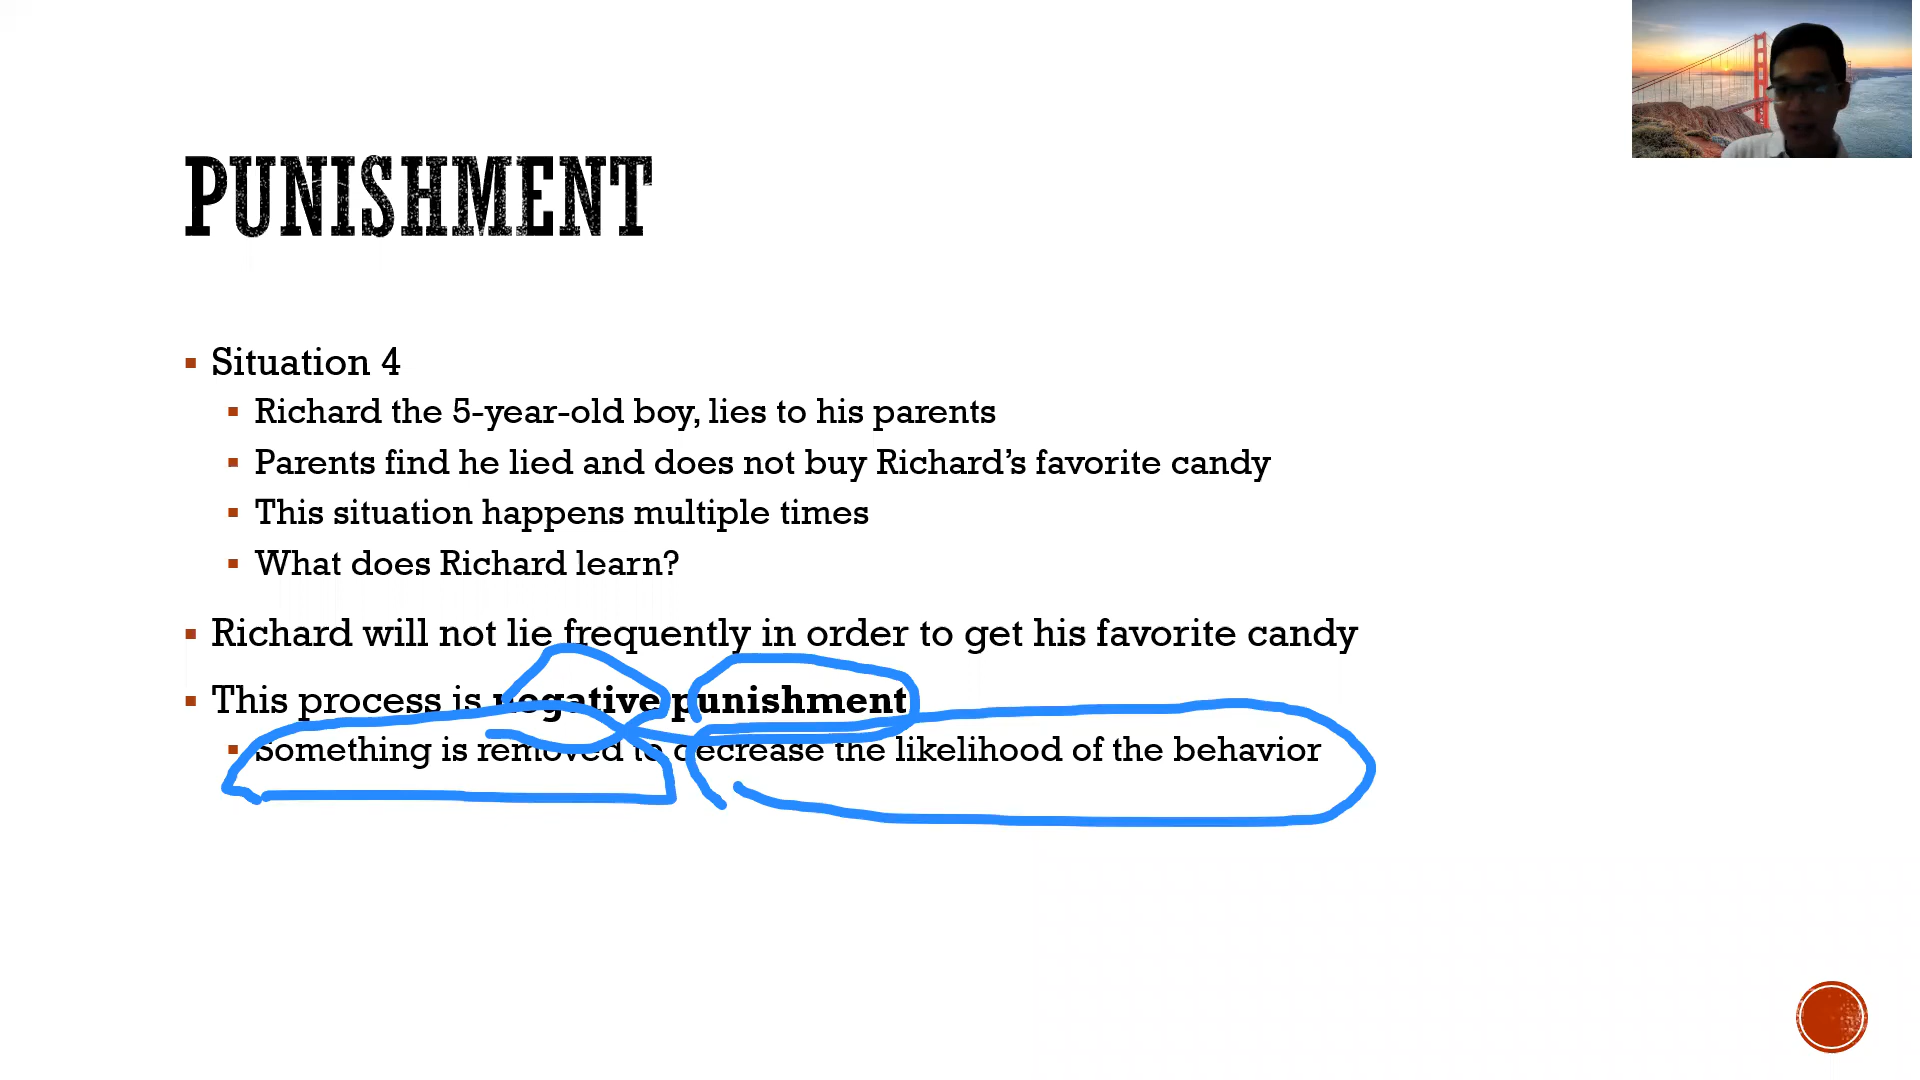 PUNISHMENT
Situation 4
Richard the 5-year-old boy, lies to his parents
Parents find he lied and does not buy Richard's favorite candy
This situation happens multiple times
What does Richard learn?
Richard will not lie frequently in order to get his favorite candy
This process is negative punishment
Something is removed to decrease the likelihood of the behavior